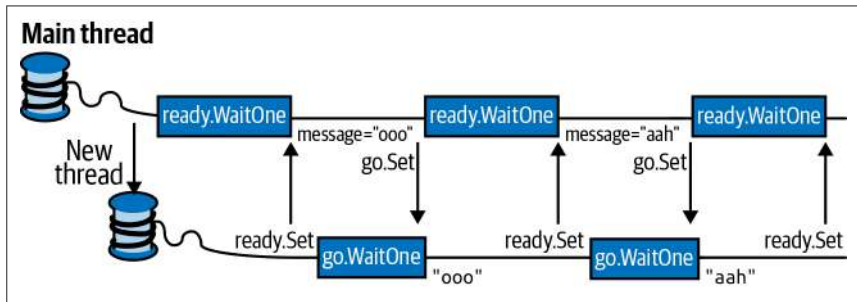 Main thread
ready.WaitOne
ready.WaitOne
ready.WaitOne
message="ooo"
message="aah"
New
thread
go.Set
go.Set
ready.Set
ready.Set
ready.Set
go.WaitOne
go.WaitOne
"ooo"
"aah"